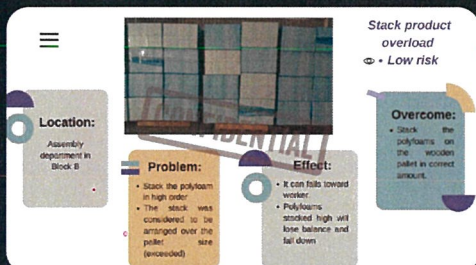 Stack product
overload
• Low risk
Location:
Assembly
department in
Block B
CONFIDENTIAL
Problem:
• Stack the polyfoam
in high order
• The stack was
considered to be
arranged over the
pallet size
(exceeded)
Effect:
• It can falls toward
worker.
• Polyfoams
stacked high will
lose balance and
fall down
Overcome:
• Stack the
polyfoams on
the wooden
pallet in correct
amount.